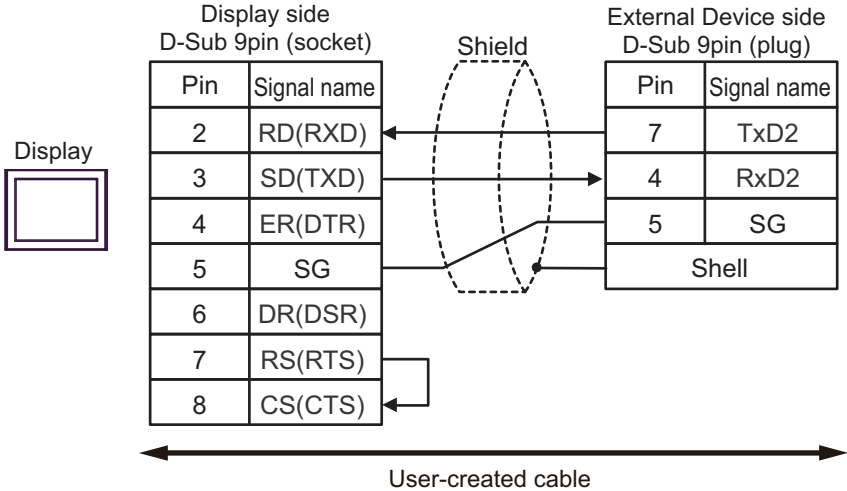 Display side
D-Sub 9pin (socket)
Shield
External Device side
D-Sub 9pin (plug)
Display
Pin Signal name
2 RD(RXD)
3 SD(TXD)
4 ER(DTR)
5 SG
6 DR(DSR)
7 RS(RTS)
8 CS(CTS)
Pin Signal name
7 TxD2
4 RxD2
5 SG
Shell
User-created cable